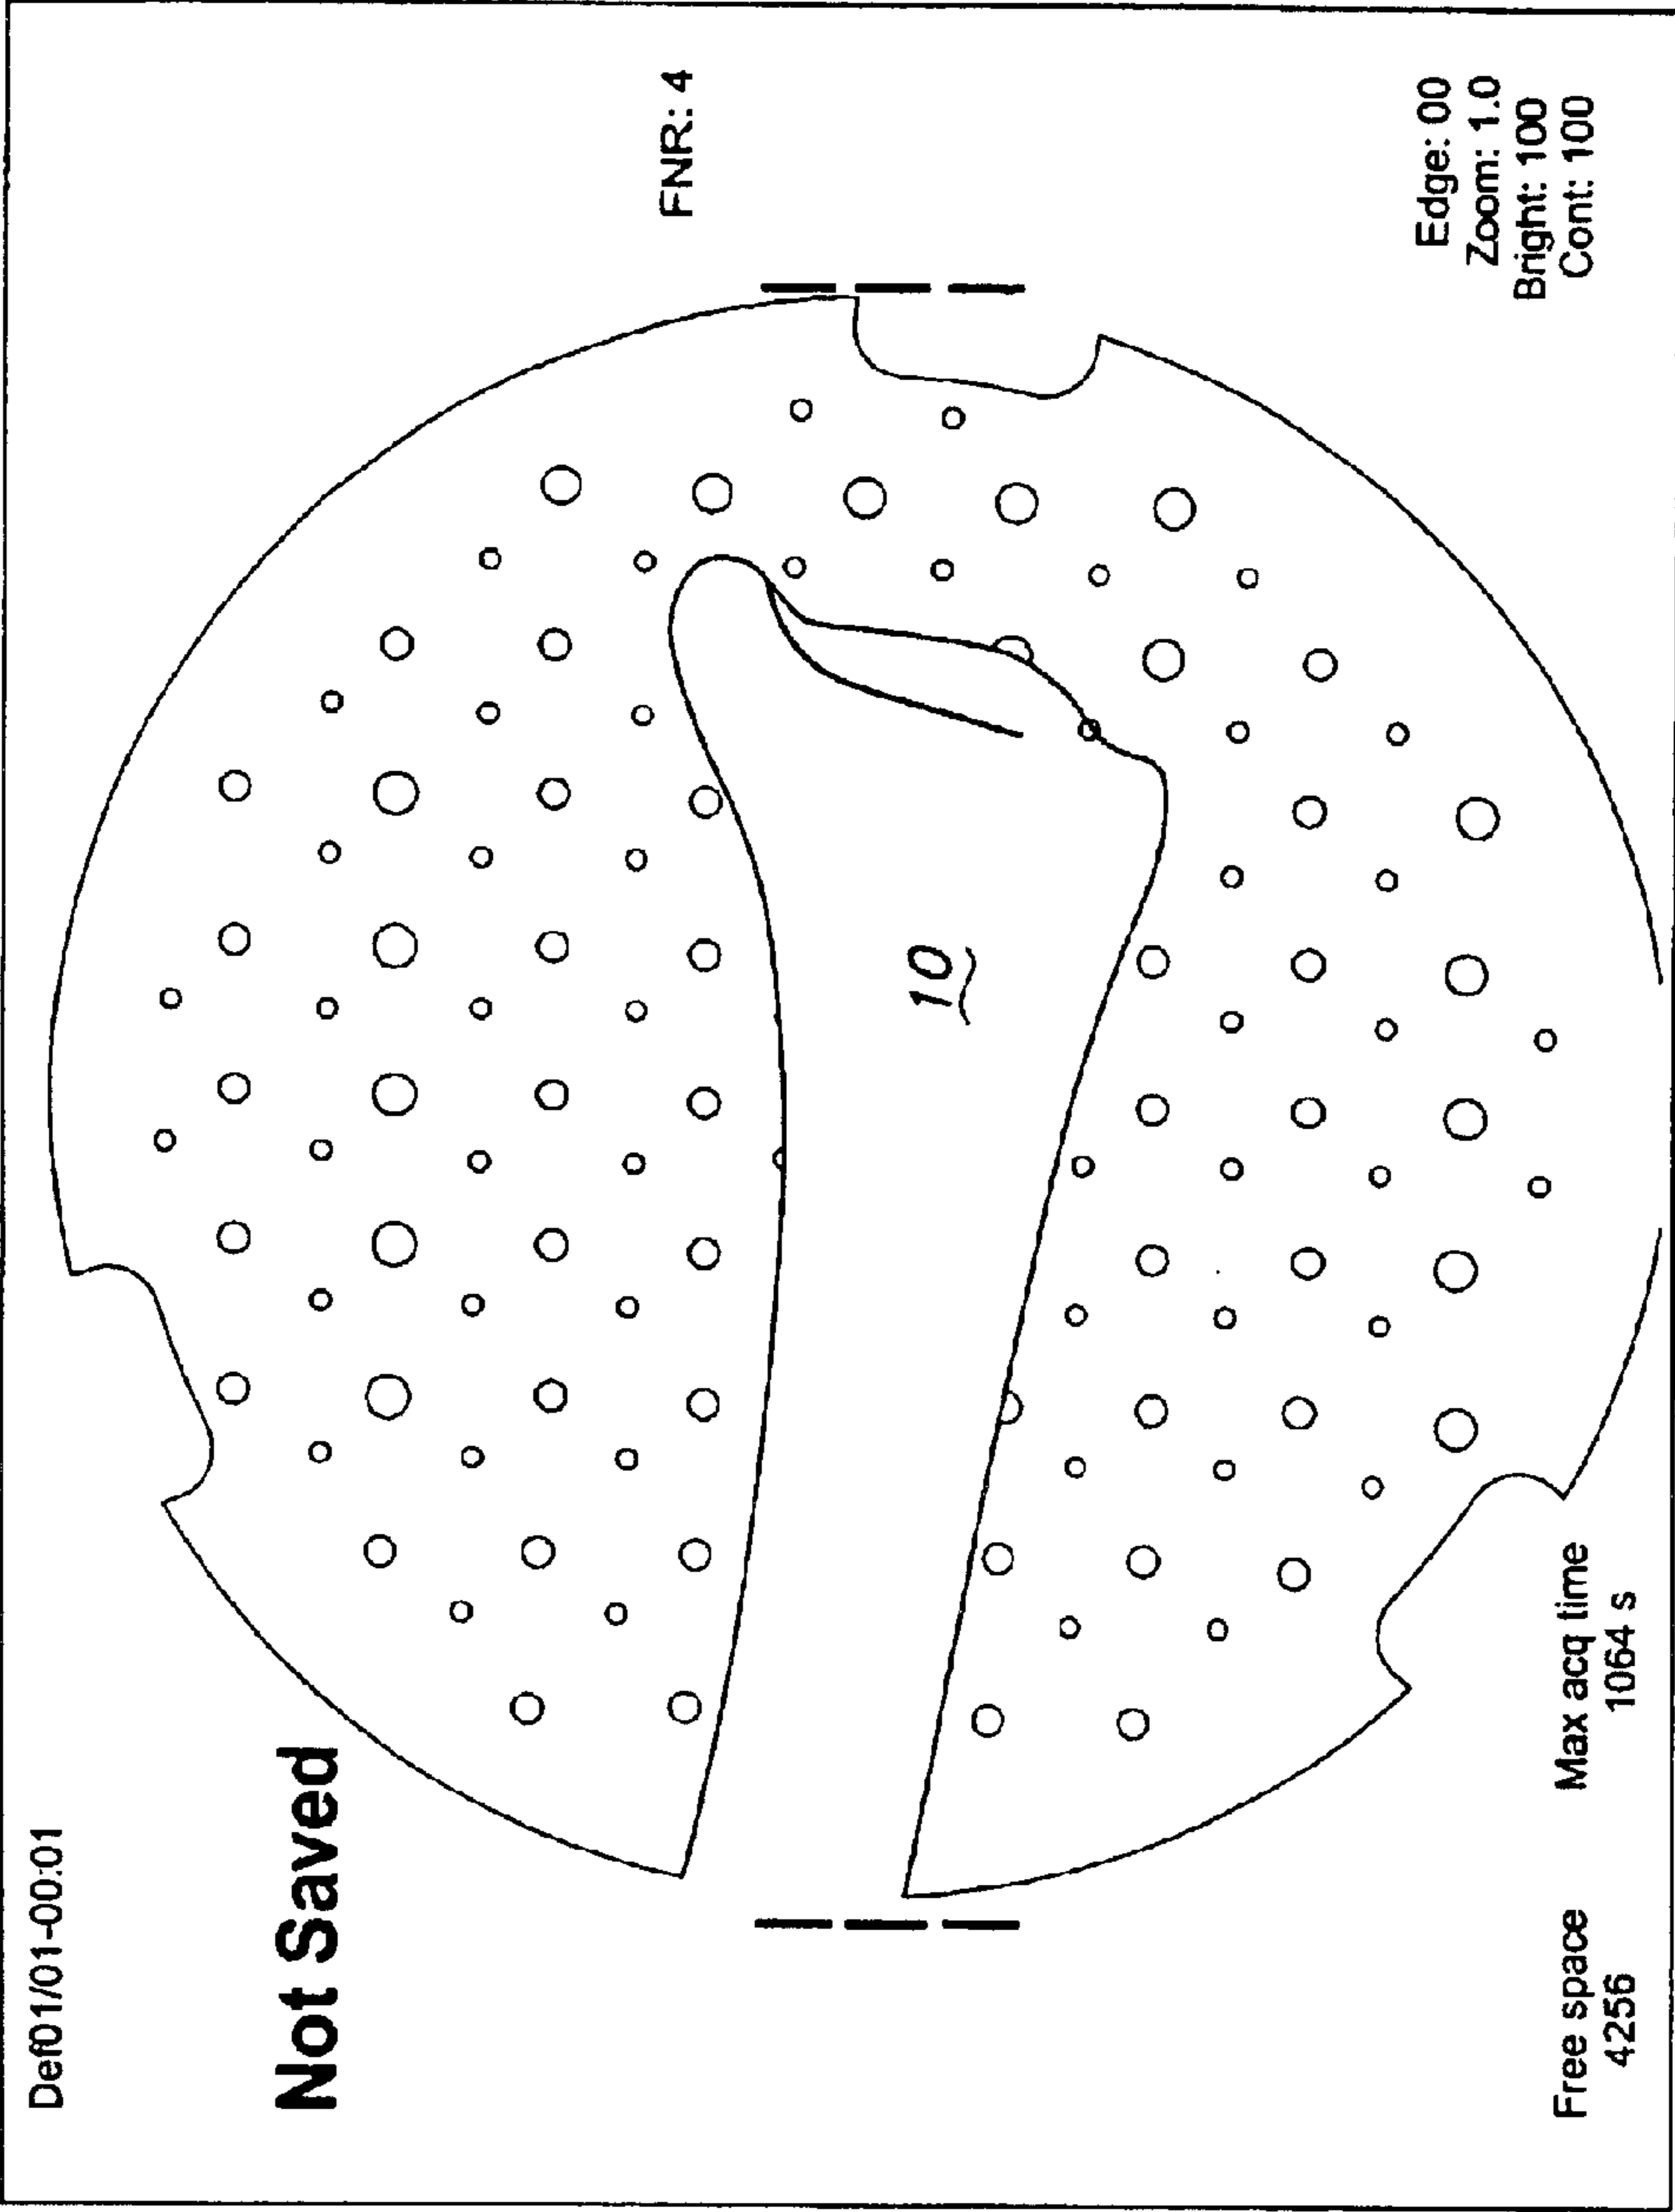 Def01/01-00:01
Not Saved
FNR: 4
10
Edge: 00
Zoom: 1.0
Bright: 100
Cont: 100
Free space
4256
Max acq time
1064 s